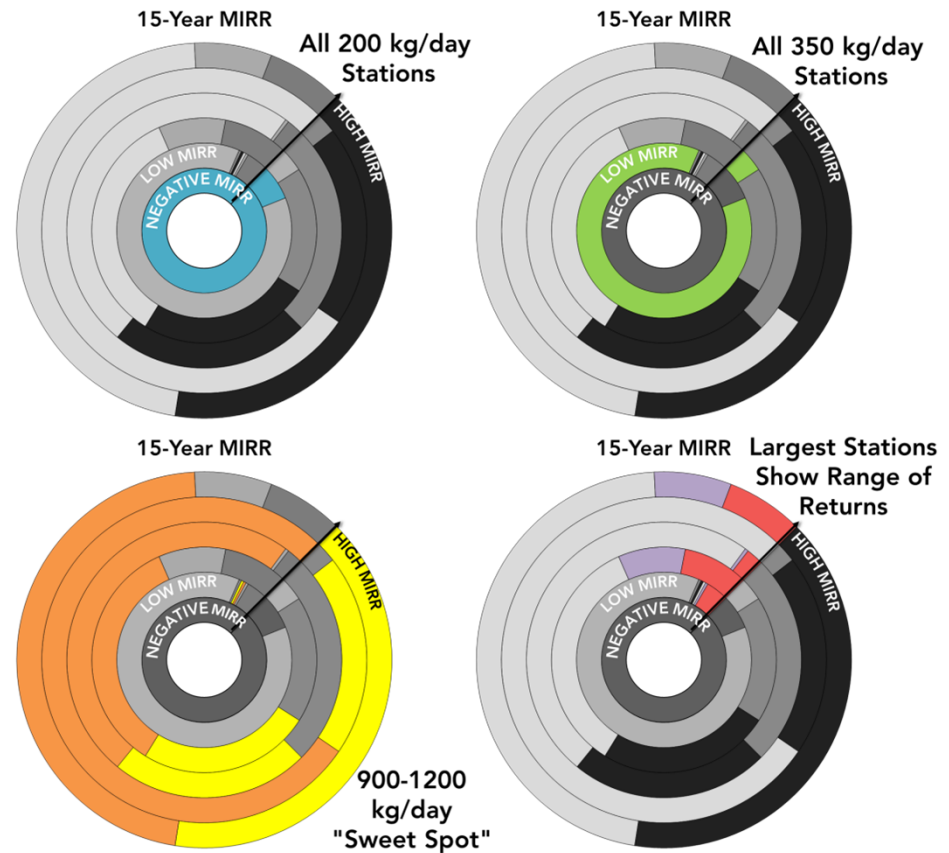 15-Year MIRR
All 200 kg/day
Stations
HIGH MIRR
LOW MIRR
NEGATIVE MIRR
15-Year MIRR
All 350 kg/day
Stations
HIGH MIRR
LOW MIRR
NEGATIVE MIRR
15-Year MIRR
HIGH MIRR
LOW MIRR
NEGATIVE MIRR
900-1200
kg/day
"Sweet Spot"
15-Year MIRR
Largest Stations
Show Range of
Returns
HIGH MIRR
LOW MIRR
NEGATIVE MIRR